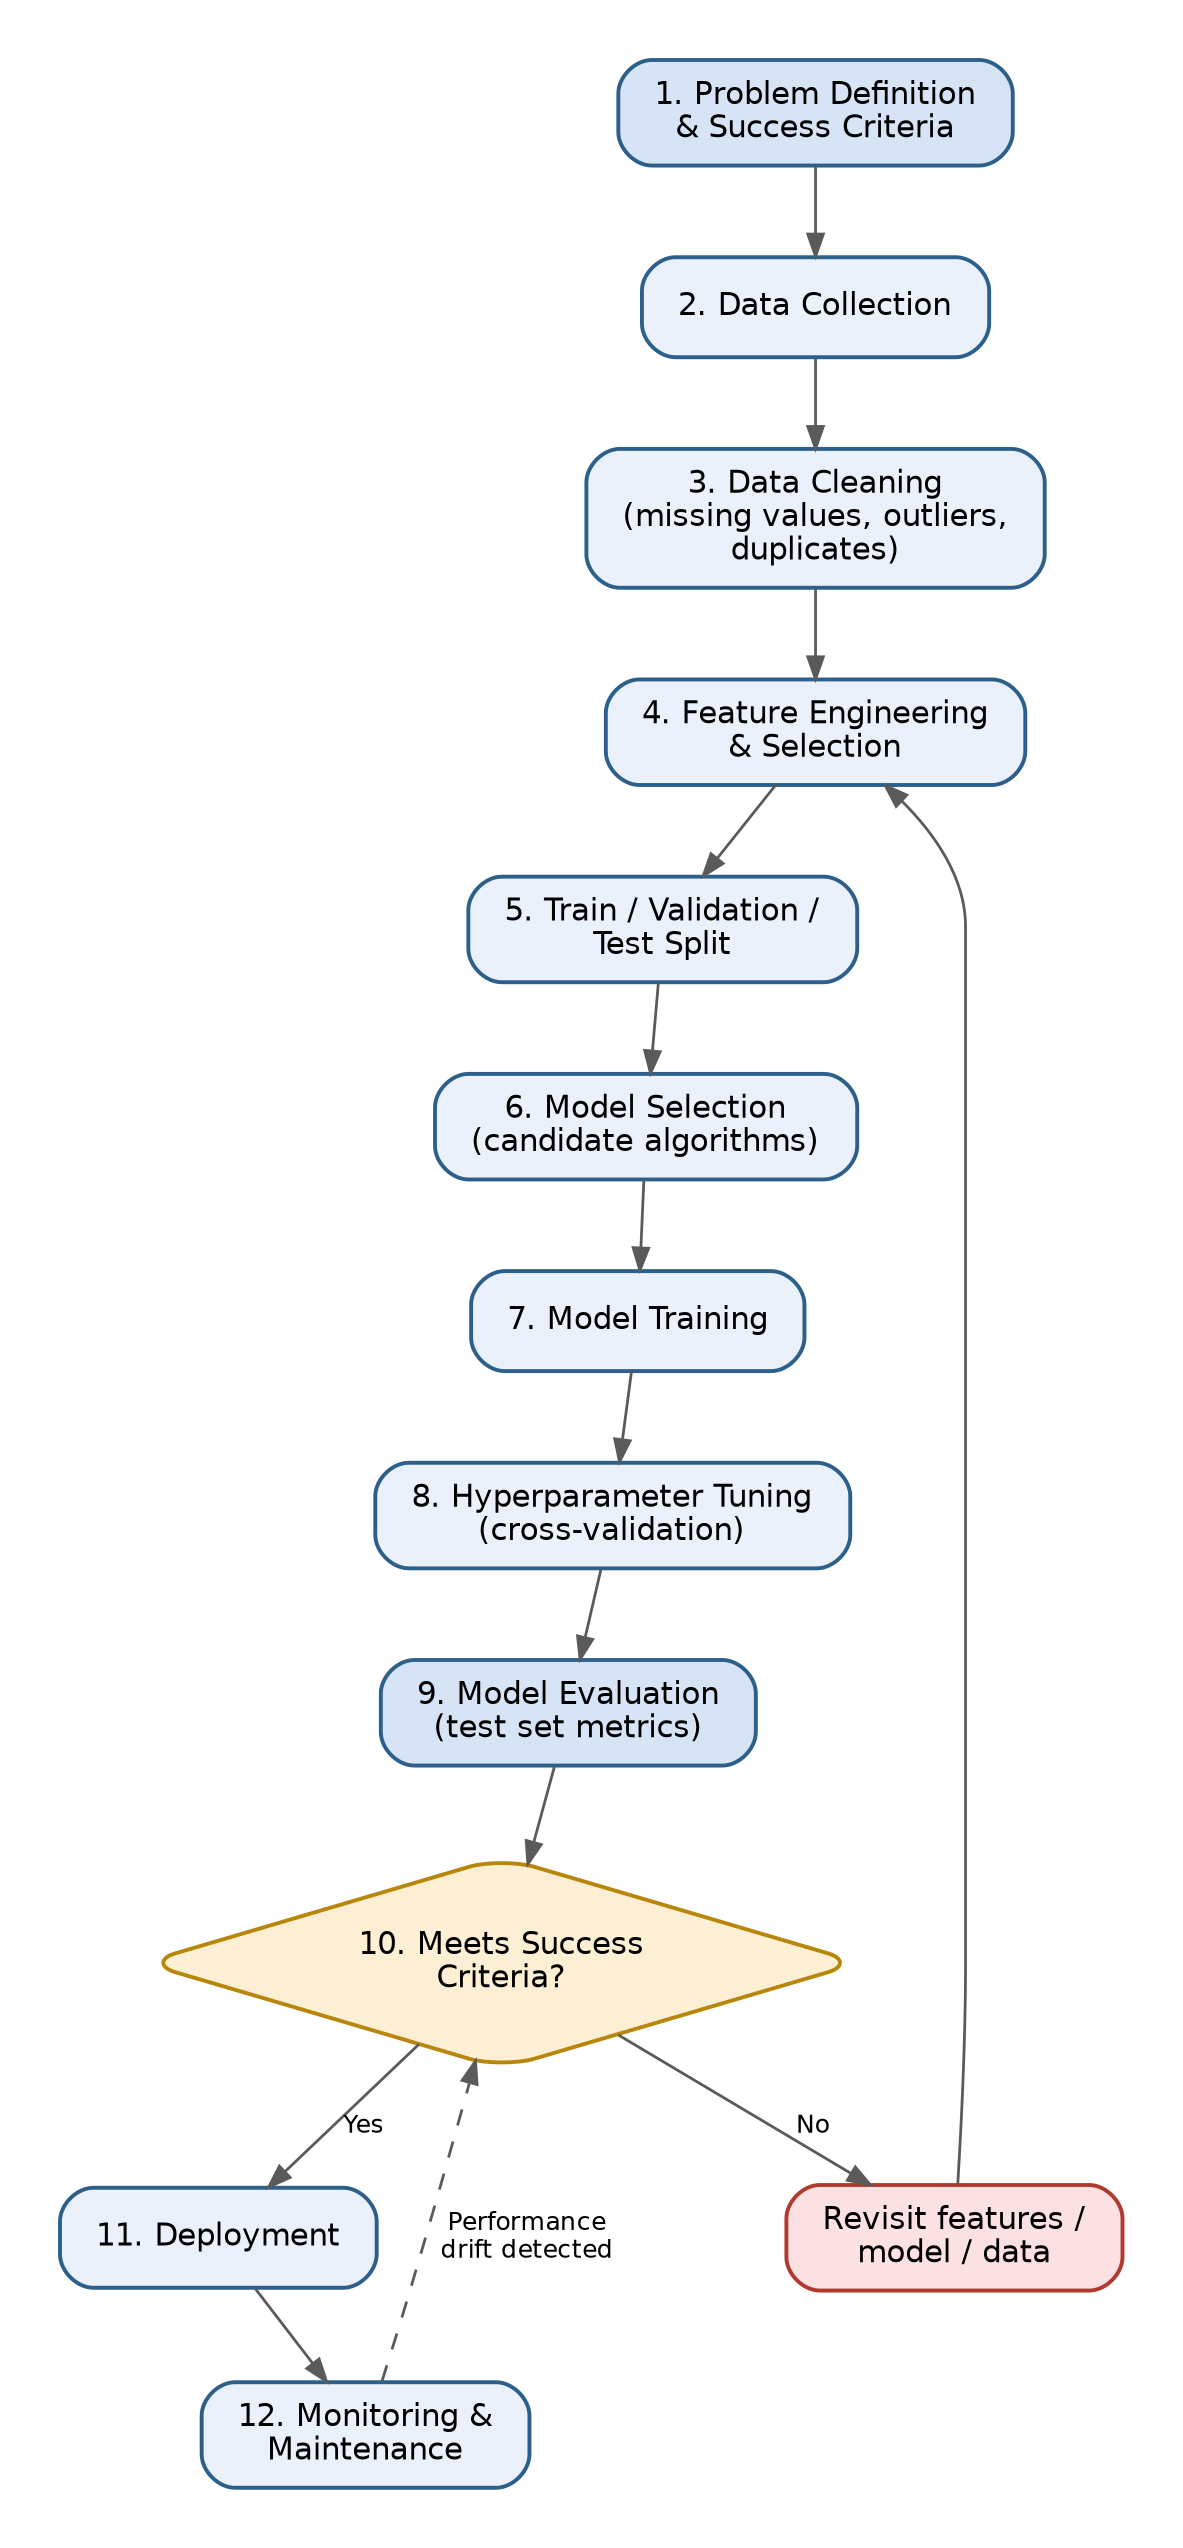 1. Problem Definition
& Success Criteria
2. Data Collection
3. Data Cleaning
(missing values, outliers,
duplicates)
4. Feature Engineering
& Selection
5. Train / Validation /
Test Split
6. Model Selection
(candidate algorithms)
7. Model Training
8. Hyperparameter Tuning
(cross-validation)
9. Model Evaluation
(test set metrics)
10. Meets Success
Criteria?
Yes
No
11. Deployment
Performance
drift detected
Revisit features /
model / data
12. Monitoring &
Maintenance